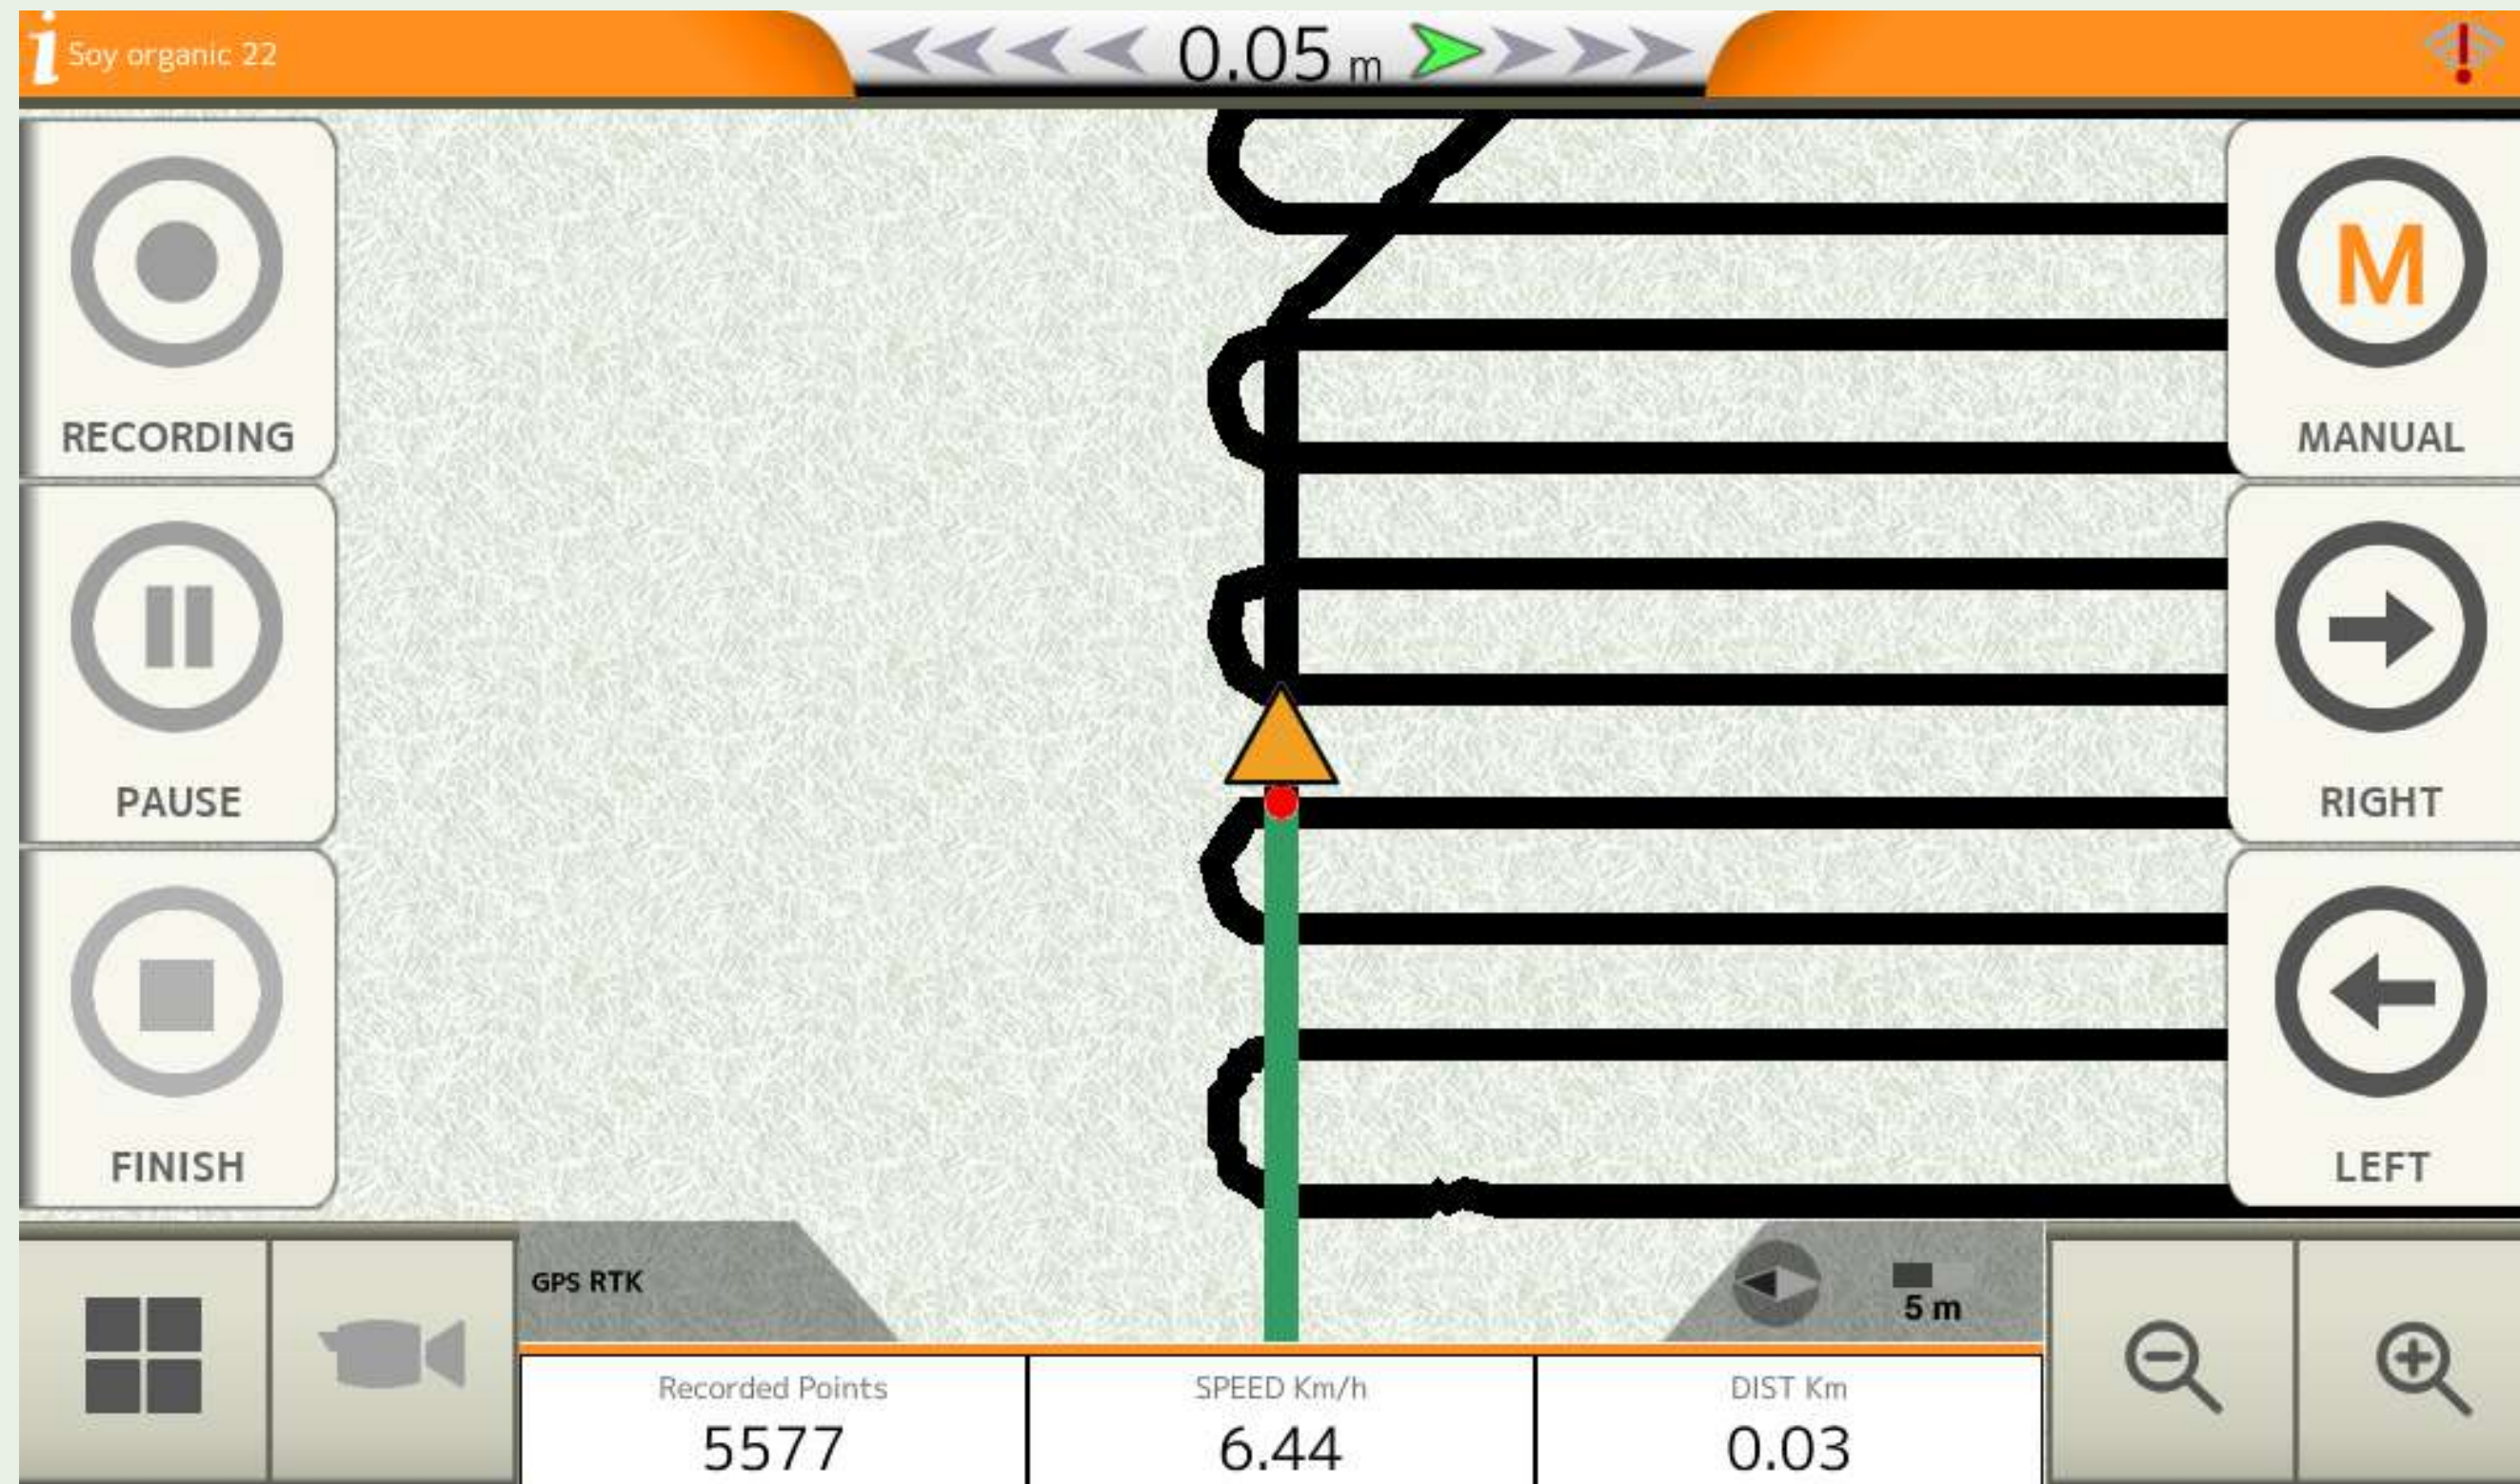 i Soy organic 22
0.05 m
RECORDING
PAUSE
FINISH
M
MANUAL
RIGHT
LEFT
GPS RTK
5 m
Recorded Points
5577
SPEED Km/h
6.44
DIST Km
0.03